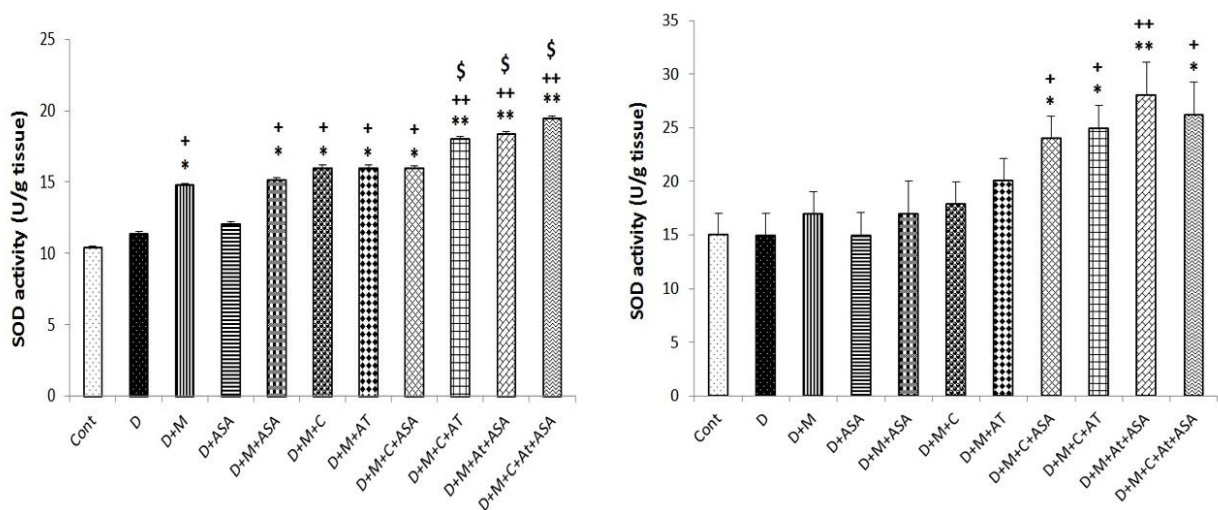 SOD activity (U/g tissue)
25
20
15
10
5
0
+
*
+
*
+
*
+
*
+
*
$
++
**
$
++
**
$
++
**
Cont
D
D+M
D+ASA
D+M+ASA
D+M+C
D+M+AT
D+M+C+ASA
D+M+C+AT
D+M+At+ASA
D+M+C+At+ASA
SOD activity (U/g tissue)
35
30
25
20
15
10
5
0
+
*
+
*
++
**
+
*
Cont
D
D+M
D+ASA
D+M+ASA
D+M+C
D+M+AT
D+M+C+ASA
D+M+C+AT
D+M+At+ASA
D+M+C+At+ASA